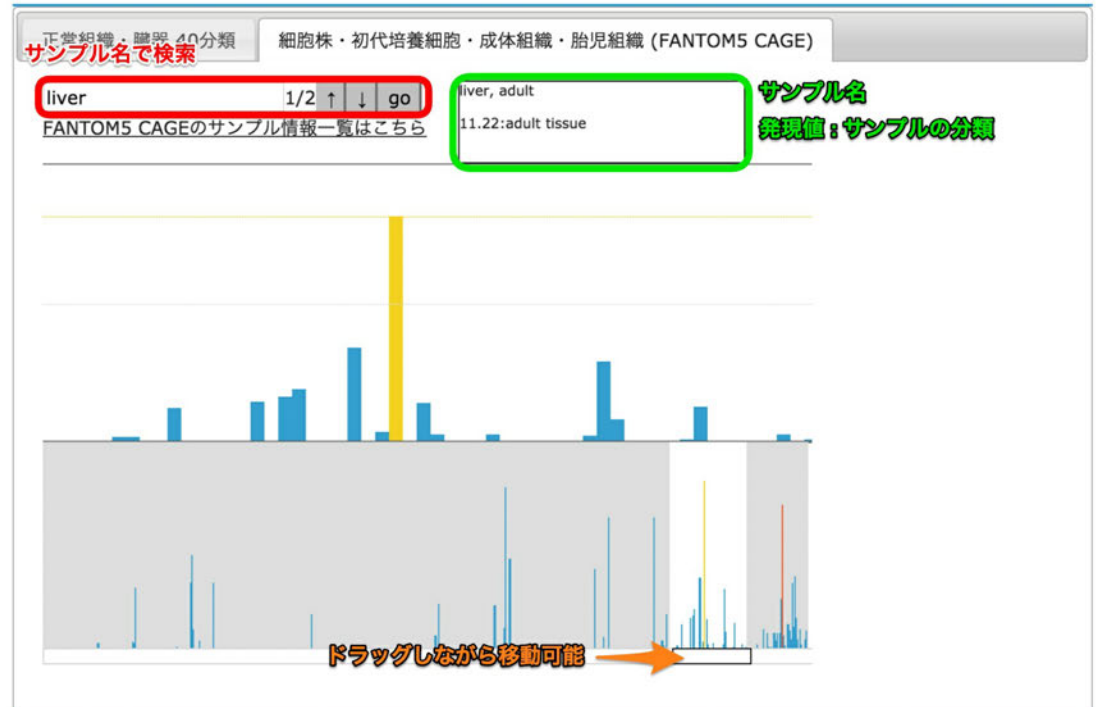 正常組織・臓器 40分類
細胞株・初代培養細胞・成体組織・胎児組織 (FANTOM5 CAGE)
サンプル名で検索
liver 1/2 ↑ ↓ go
FANTOM5 CAGEのサンプル情報一覧はこちら
liver, adult
11.22:adult tissue
サンプル名
発現値:サンプルの分類
ドラッグしながら移動可能